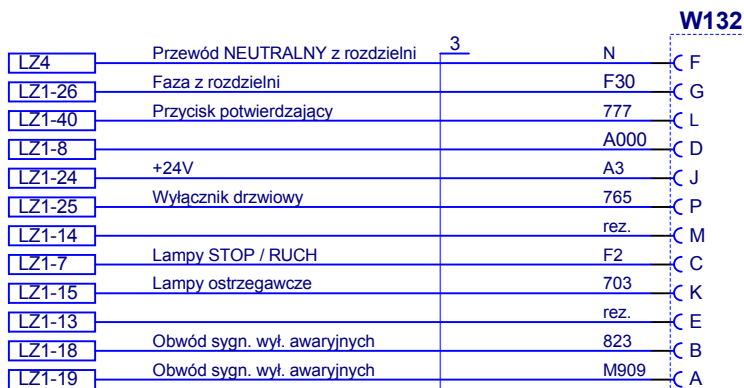 W132
3
LZ4 Przewód NEUTRALNY z rozdzielni N F
LZ1-26 Faza z rozdzielni F30 G
LZ1-40 Przycisk potwierdzający 777 L
LZ1-8 A000 D
LZ1-24 +24V A3 J
LZ1-25 Wyłącznik drzwiowy 765 P
LZ1-14 rez. M
LZ1-7 Lampy STOP / RUCH F2 C
LZ1-15 Lampy ostrzegawcze 703 K
LZ1-13 rez. E
LZ1-18 Obwód sygn. wył. awaryjnych 823 B
LZ1-19 Obwód sygn. wył. awaryjnych M909 A